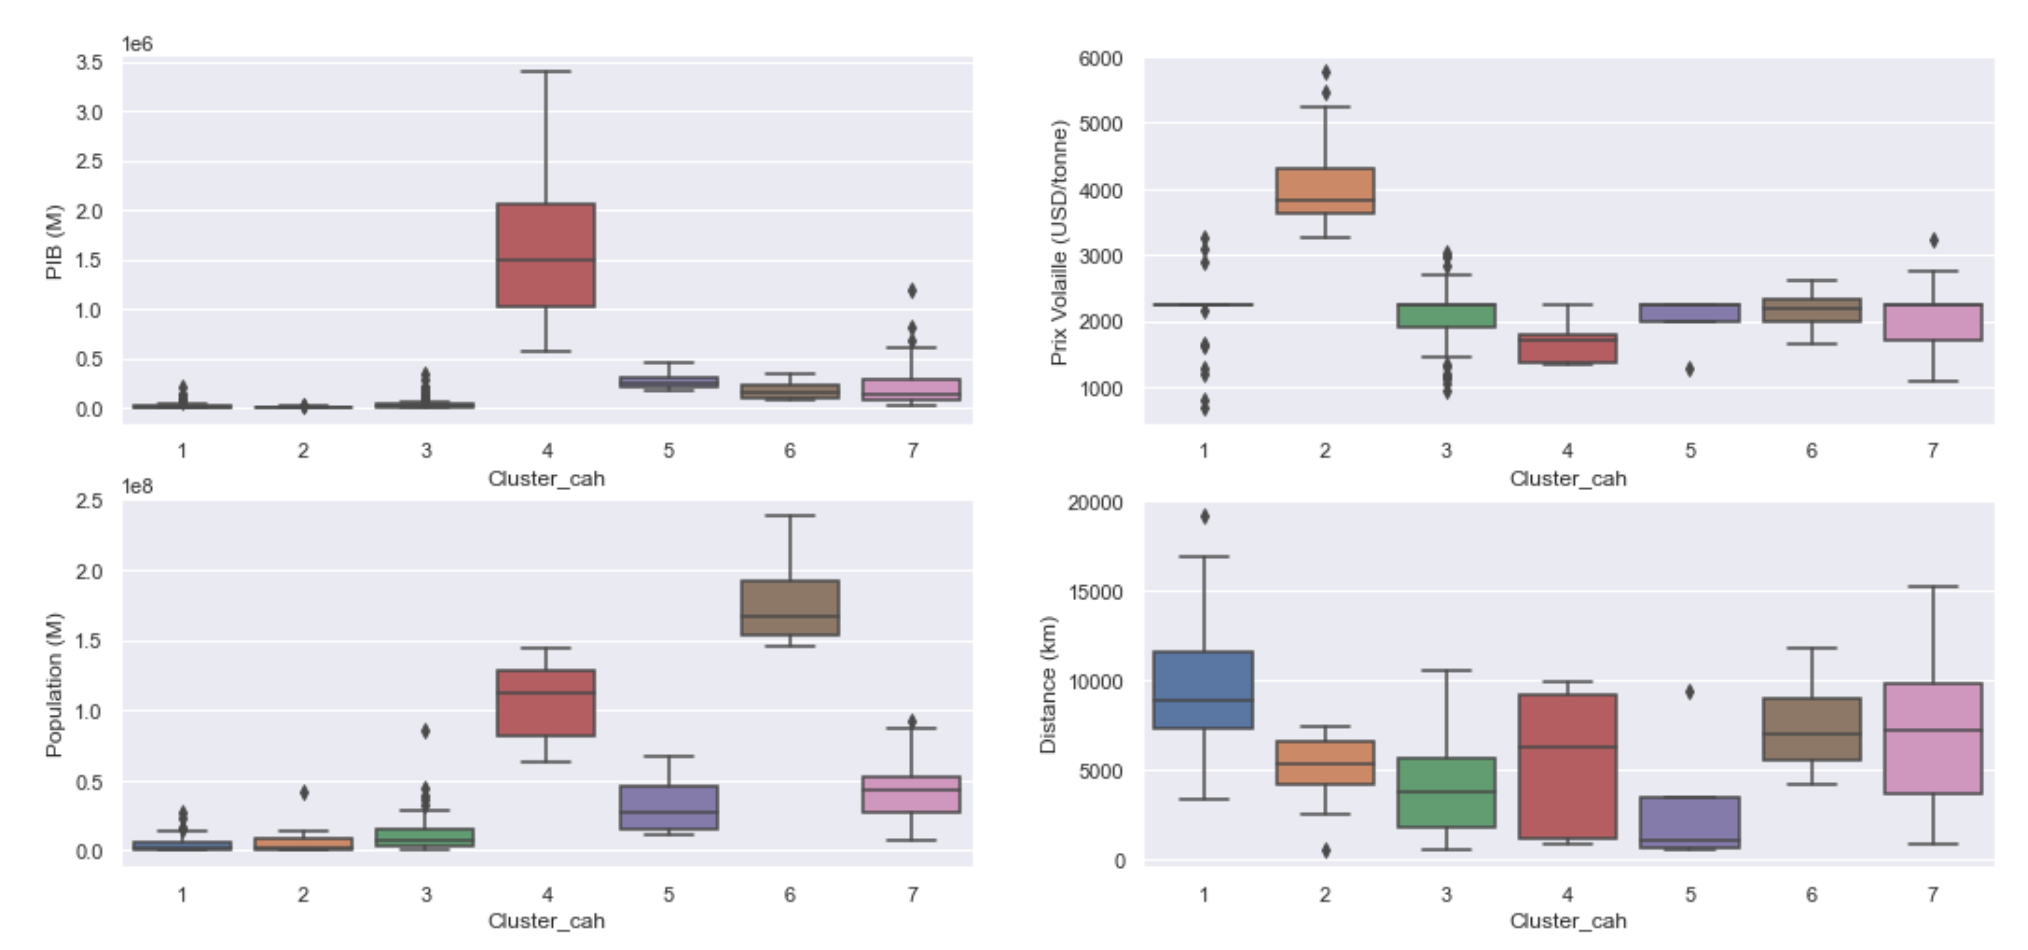 1e6
3.5
3.0
2.5
2.0
1.5
1.0
0.5
0.0
PIB (M)
1 2 3 4 5 6 7
Cluster_cah
6000
5000
4000
3000
2000
1000
Prix Volaille (USD/tonne)
1 2 3 4 5 6 7
Cluster_cah
1e8
2.5
2.0
1.5
1.0
0.5
0.0
Population (M)
1 2 3 4 5 6 7
Cluster_cah
20000
15000
10000
5000
0
Distance (km)
1 2 3 4 5 6 7
Cluster_cah